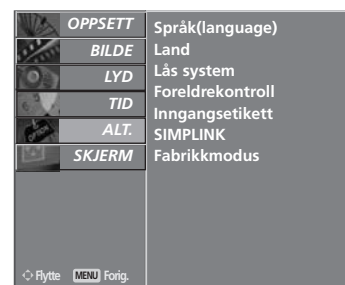 OPPSETT
BILDE
LYD
TID
ALT.
SKJERM
Språk(language)
Land
Lås system
Foreldrekontroll
Inngangsetikett
SIMPLINK
Fabrikkmodus
Flytte MENU Forig.